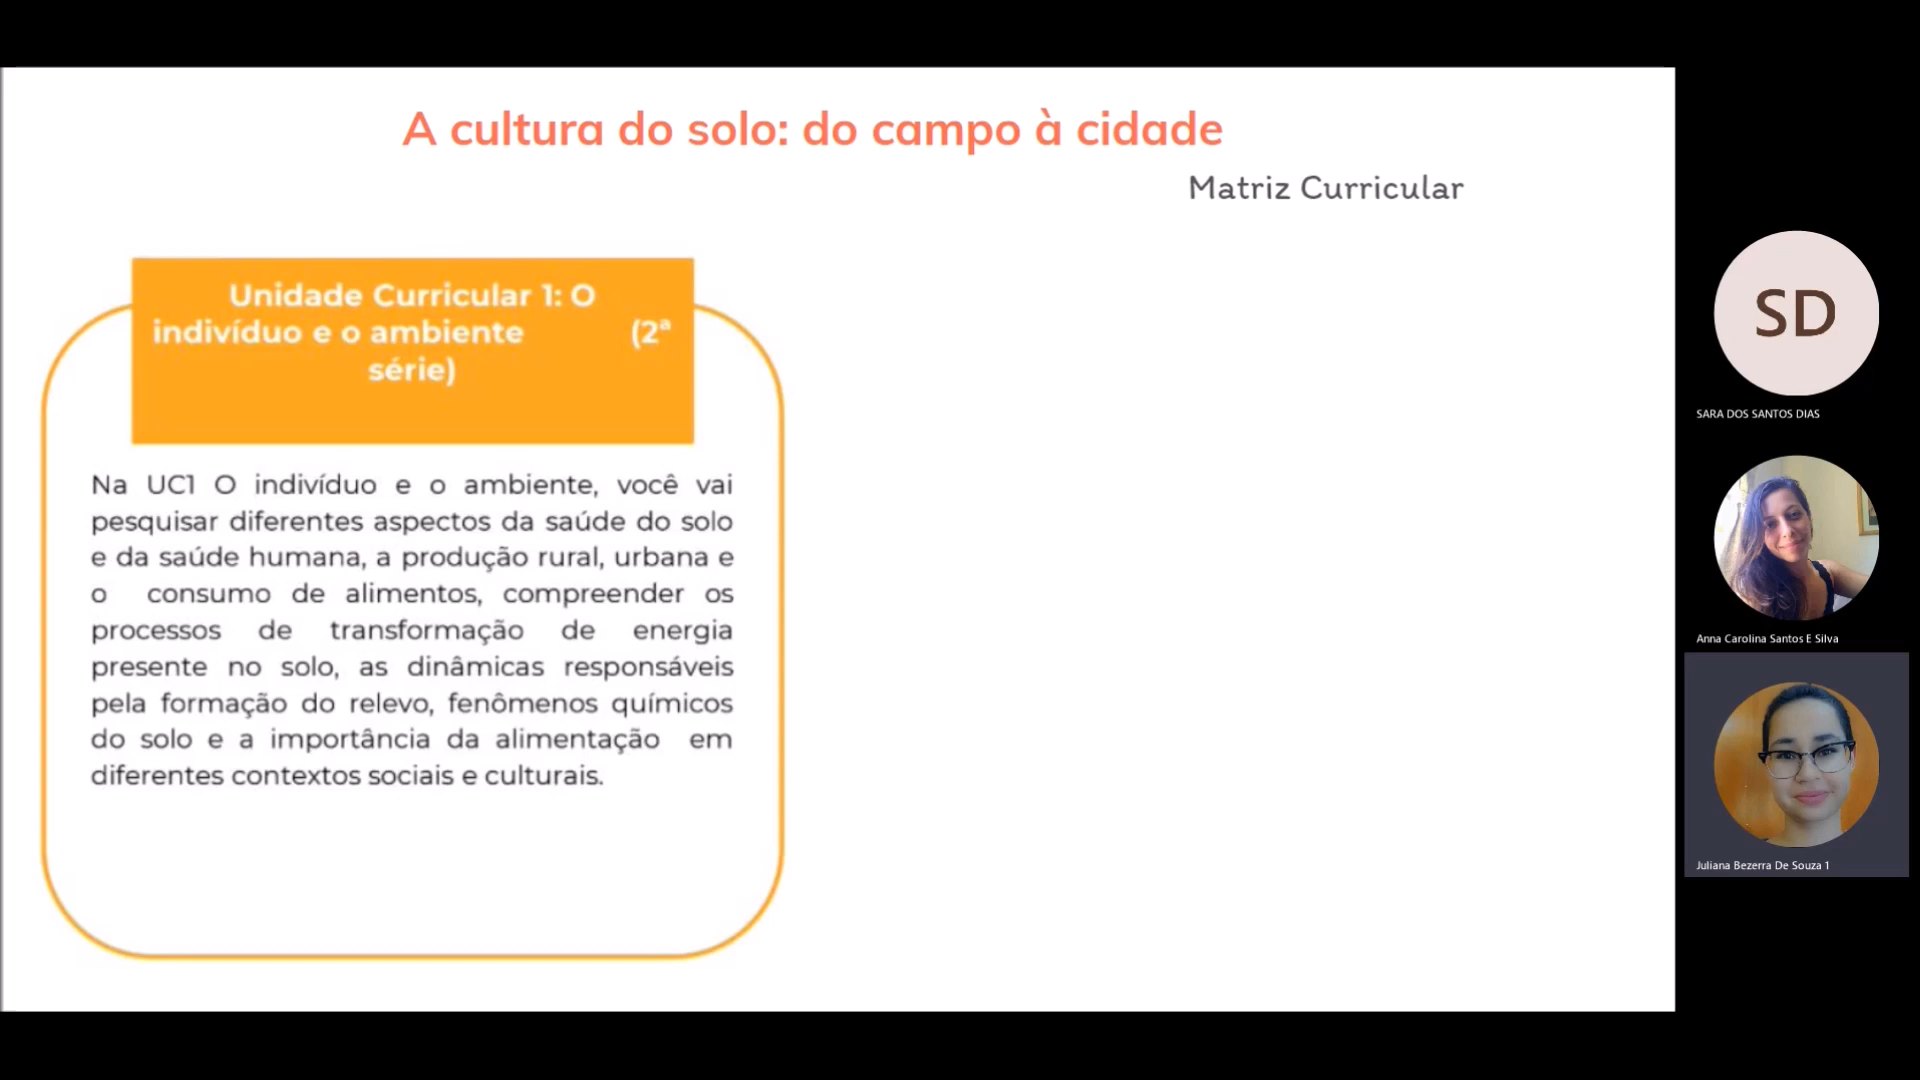 A cultura do solo: do campo à cidade
Matriz Curricular
Unidade Curricular 1: O
indivíduo e o ambiente (2ª
série)
Na UC1 O indivíduo e o ambiente, você vai
pesquisar diferentes aspectos da saúde do solo
e da saúde humana, a produção rural, urbana e
o consumo de alimentos, compreender os
processos de transformação de energia
presente no solo, as dinâmicas responsáveis
pela formação do relevo, fenômenos químicos
do solo e a importância da alimentação em
diferentes contextos sociais e culturais.
SD
SARA DOS SANTOS DIAS
Anna Carolina Santos E Silva
Juliana Bezerra De Souza 1